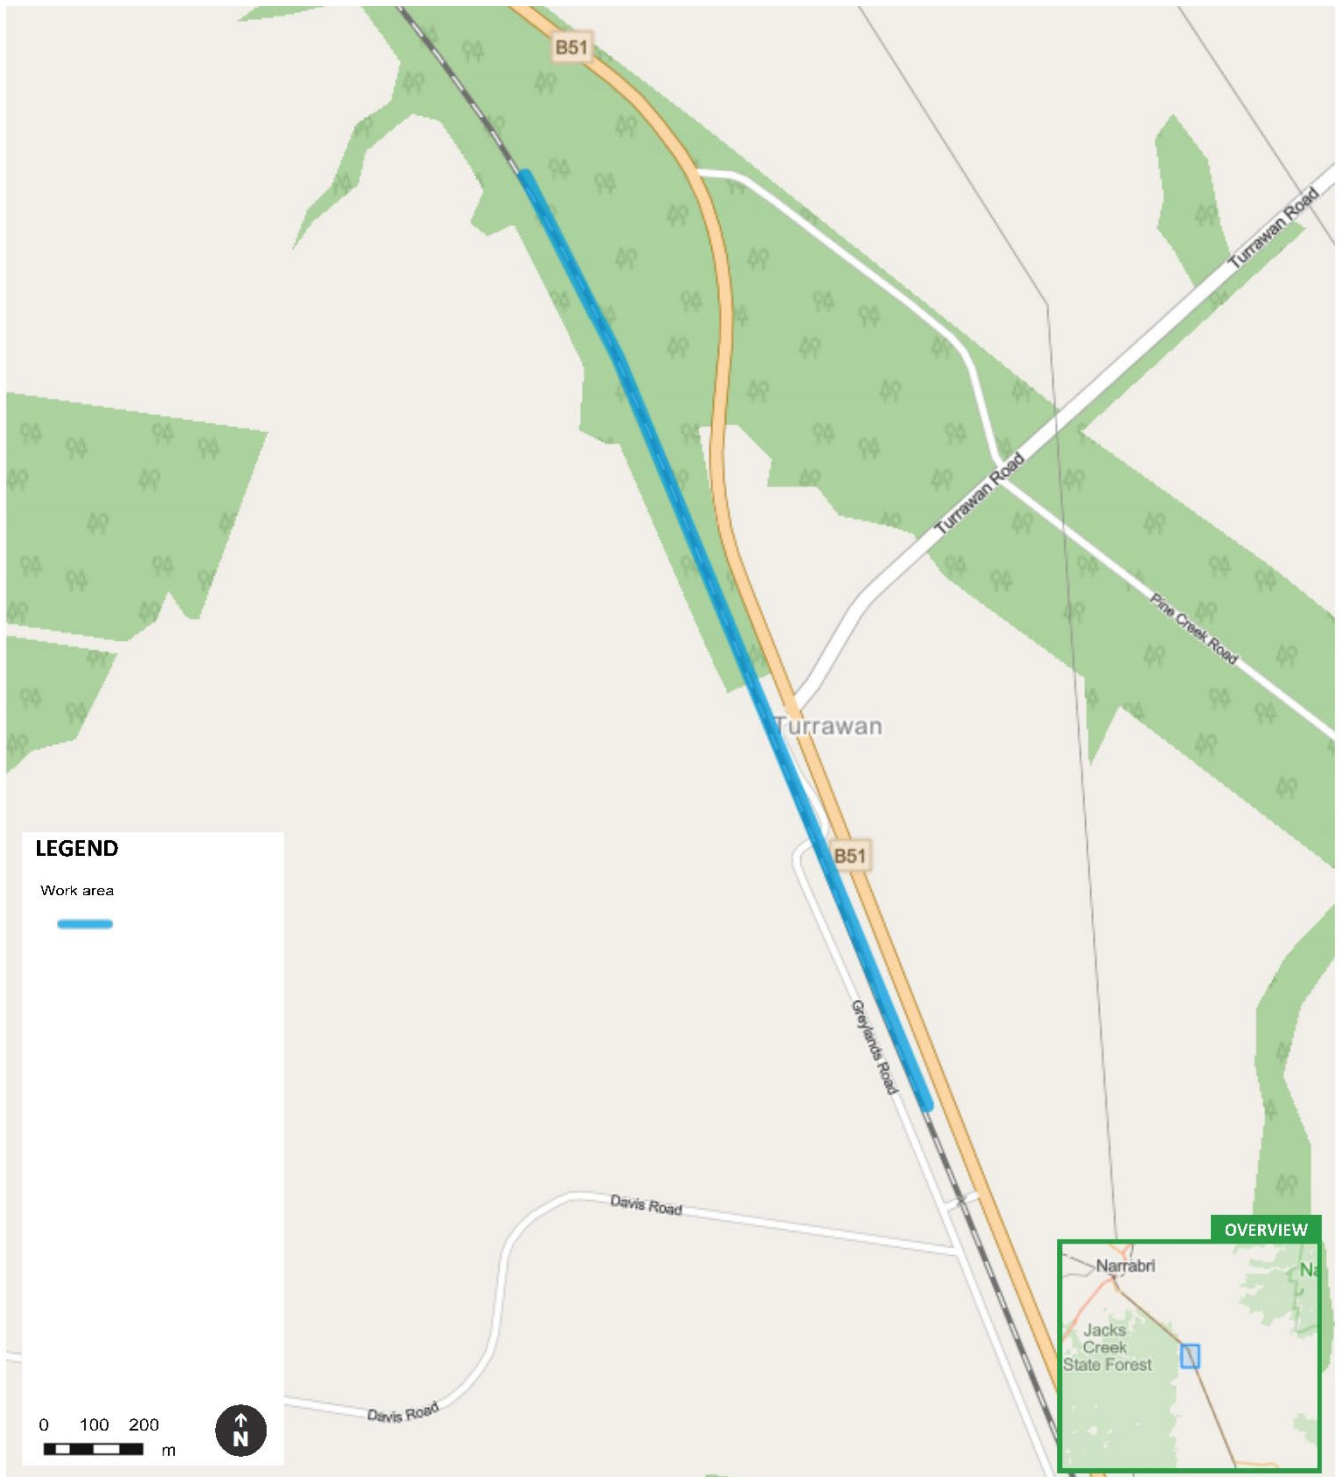 B51
Turrawan Road
Turrawan Road
Pine Creek Road
Turrawan
B51
LEGEND
Work area
Greylands Road
Davis Road
OVERVIEW
Narrabri
Na
Jacks
Creek
State Forest
Davis Road
0 100 200
m
N